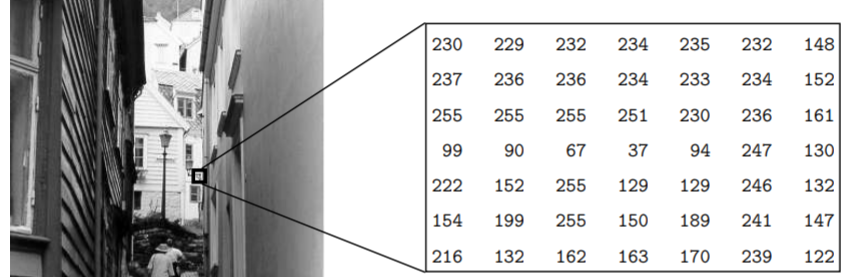 230 229 232 234 235 232 148
237 236 236 234 233 234 152
255 255 255 251 230 236 161
99 90 67 37 94 247 130
222 152 255 129 129 246 132
154 199 255 150 189 241 147
216 132 162 163 170 239 122